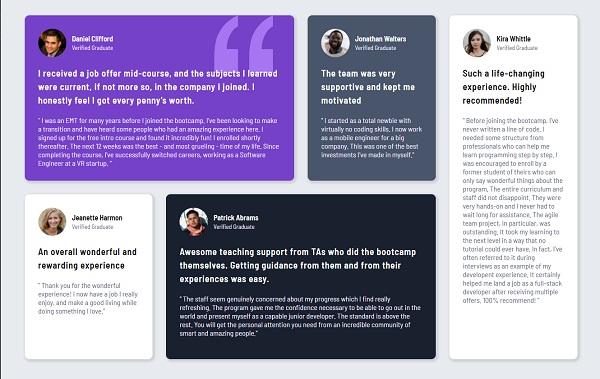 Daniel Clifford
Verified Graduate
I received a job offer mid-course, and the subjects I learned
were current, if not more so, in the company I joined. I
honestly feel I got every penny's worth.
" I was an EMT for many years before I joined the bootcamp. I've been looking to make
a transition and have heard some people who had an amazing experience here. I
signed up for the free intro course and found it incredibly fun! I enrolled shortly
thereafter. The next 12 weeks was the best - and most grueling - time of my life. Since
completing the course, I've successfully switched careers, working as a Software
Engineer at a VR startup. "
Jonathan Walters
Verified Graduate
The team was very
supportive and kept me
motivated
" I started as a total newbie with
virtually no coding skills. I now work
as a mobile engineer for a big
company. This was one of the best
investments I've made in myself."
Kira Whittle
Verified Graduate
Such a life-changing
experience. Highly
recommended!
" Before joining the bootcamp, I've
never written a line of code. I
needed some structure from
professionals who can help me
learn programming step by step. I
was encouraged to enroll by a
former student of theirs who can
only say wonderful things about
the program. The entire curriculum and
staff did not disappoint. They were
very hands-on and I never had to
wait long for assistance. The agile
team project, in particular, was
outstanding. It took my learning to
the next level in a way that no
tutorial could ever have. In fact, I've
often referred to it during
interviews as an example of my
developent experience. It certainly
helped me land a job as a full-stack
developer after receiving multiple
offers. 100% recommend! "
Jeanette Harmon
Verified Graduate
An overall wonderful and
rewarding experience
" Thank you for the wonderful
experience! I now have a job I really
enjoy, and make a good living while
doing something I love."
Patrick Abrams
Verified Graduate
Awesome teaching support from TAs who did the bootcamp
themselves. Getting guidance from them and from their
experiences was easy.
" The staff seem genuinely concerned about my progress which I find really
refreshing. The program gave me the confidence necessary to be able to go out in the
world and present myself as a capable junior developer. The standard is above the
rest. You will get the personal attention you need from an incredible community of
smart and amazing people."